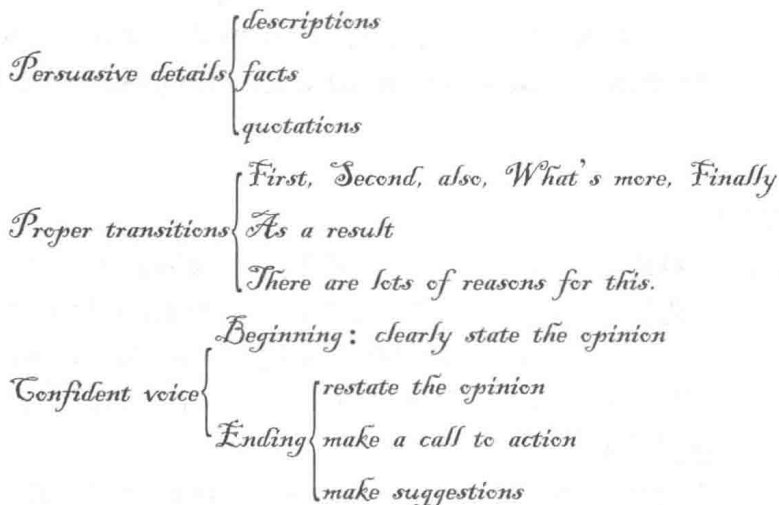 descriptions
Persuasive details
facts
quotations
First, Second, also, What's more, Finally
Proper transitions
As a result
There are lots of reasons for this.
Beginning: clearly state the opinion
Confident voice
restate the opinion
Ending
make a call to action
make suggestions